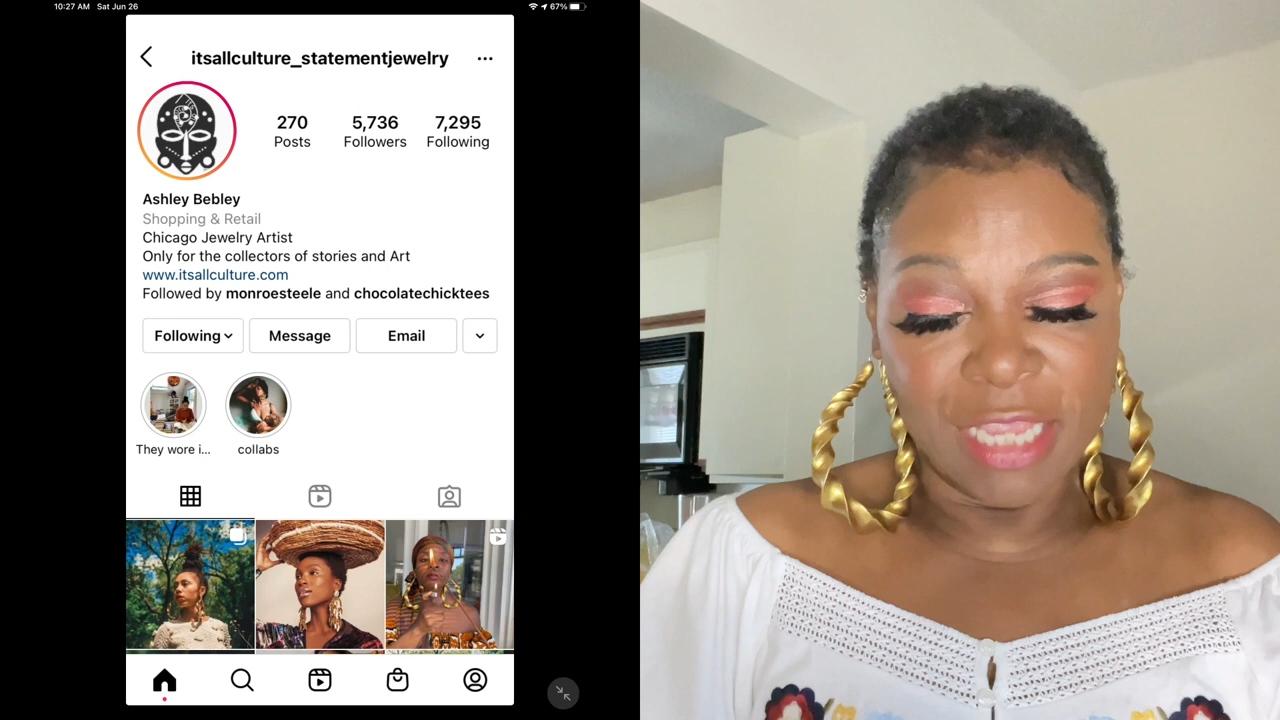 10:27 AM Sat Jun 26
67%
itsallculture_statementjewelry
270
Posts
5,736
Followers
7,295
Following
Ashley Bebley
Shopping & Retail
Chicago Jewelry Artist
Only for the collectors of stories and Art
www.itsallculture.com
Followed by monroesteele and chocolatechicktees
Following
Message
Email
They wore i...
collabs